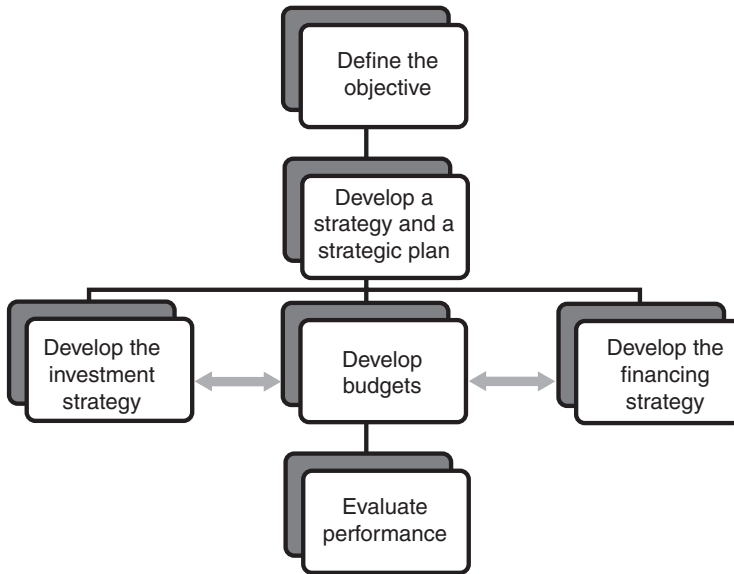 Define the
objective
Develop a
strategy and a
strategic plan
Develop the
investment
strategy
Develop
budgets
Develop the
financing
strategy
Evaluate
performance